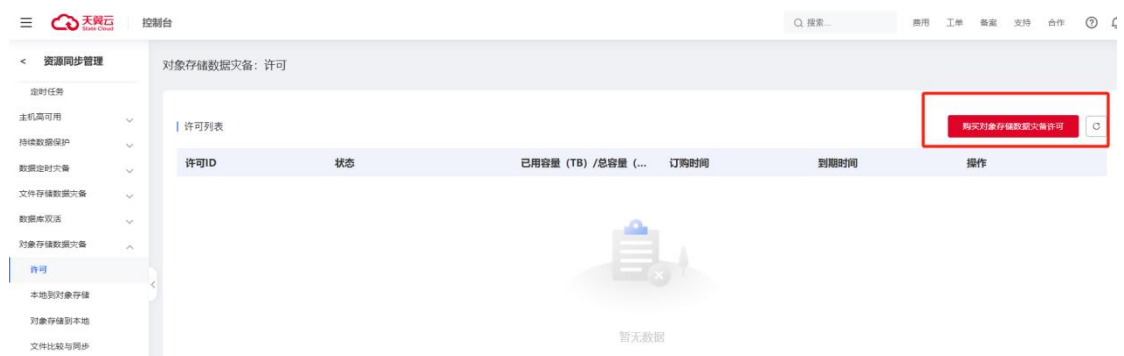 天翼云 控制台 搜索... 费用 工单 备案 支持 合作
State Cloud
< 资源同步管理
对象存储数据灾备：许可
定时任务
主机高可用
许可列表
购买对象存储数据灾备许可
持续数据保护
许可ID 状态 已用容量（TB）/总容量（... 订购时间 到期时间 操作
数据定时灾备
文件存储数据灾备
数据库双活
对象存储数据灾备
许可
本地到对象存储
对象存储到本地
文件比较与同步
暂无数据